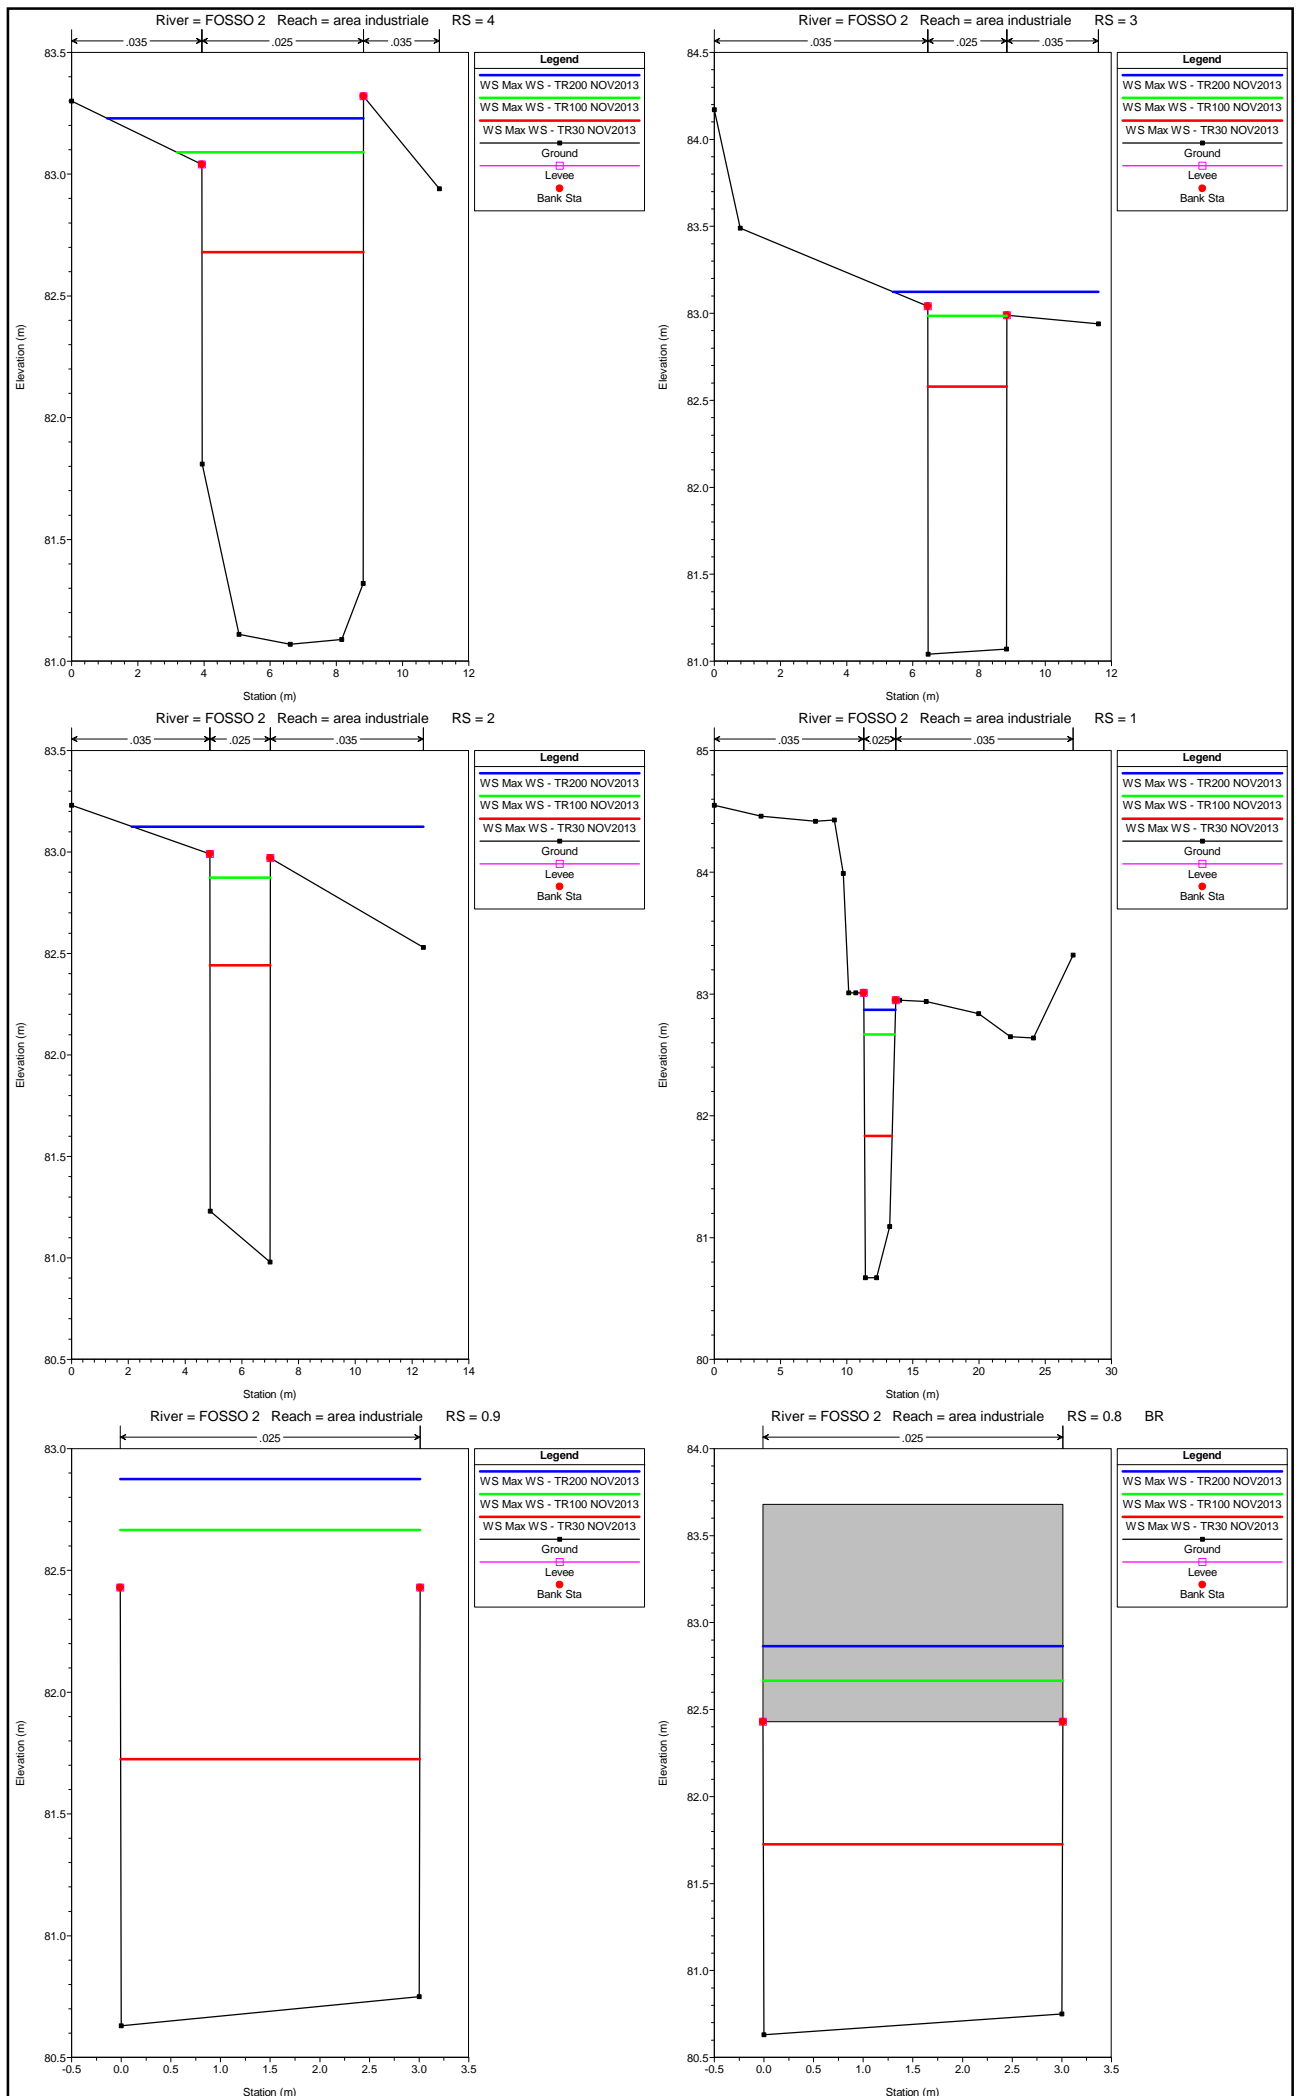 River = FOSSO 2 Reach = area industriale RS = 4
.035 .025 .035
83.5
83.0
82.5
82.0
81.5
81.0
Elevation (m)
0 2 4 6 8 10 12
Station (m)
Legend
WS Max WS - TR200 NOV2013
WS Max WS - TR100 NOV2013
WS Max WS - TR30 NOV2013
Ground
Levee
Bank Sta
River = FOSSO 2 Reach = area industriale RS = 3
.035 .025 .035
84.5
84.0
83.5
83.0
82.5
82.0
81.5
81.0
Elevation (m)
0 2 4 6 8 10 12
Station (m)
Legend
WS Max WS - TR200 NOV2013
WS Max WS - TR100 NOV2013
WS Max WS - TR30 NOV2013
Ground
Levee
Bank Sta
River = FOSSO 2 Reach = area industriale RS = 2
.035 .025 .035
83.5
83.0
82.5
82.0
81.5
81.0
80.5
Elevation (m)
0 2 4 6 8 10 12 14
Station (m)
Legend
WS Max WS - TR200 NOV2013
WS Max WS - TR100 NOV2013
WS Max WS - TR30 NOV2013
Ground
Levee
Bank Sta
River = FOSSO 2 Reach = area industriale RS = 1
.035 .025 .035
85
84
83
82
81
80
Elevation (m)
0 5 10 15 20 25 30
Station (m)
Legend
WS Max WS - TR200 NOV2013
WS Max WS - TR100 NOV2013
WS Max WS - TR30 NOV2013
Ground
Levee
Bank Sta
River = FOSSO 2 Reach = area industriale RS = 0.9
.025
83.0
82.5
82.0
81.5
81.0
80.5
Elevation (m)
-0.5 0.0 0.5 1.0 1.5 2.0 2.5 3.0 3.5
Station (m)
Legend
WS Max WS - TR200 NOV2013
WS Max WS - TR100 NOV2013
WS Max WS - TR30 NOV2013
Ground
Levee
Bank Sta
River = FOSSO 2 Reach = area industriale RS = 0.8 BR
.025
84.0
83.5
83.0
82.5
82.0
81.5
81.0
80.5
Elevation (m)
-0.5 0.0 0.5 1.0 1.5 2.0 2.5 3.0 3.5
Station (m)
Legend
WS Max WS - TR200 NOV2013
WS Max WS - TR100 NOV2013
WS Max WS - TR30 NOV2013
Ground
Levee
Bank Sta